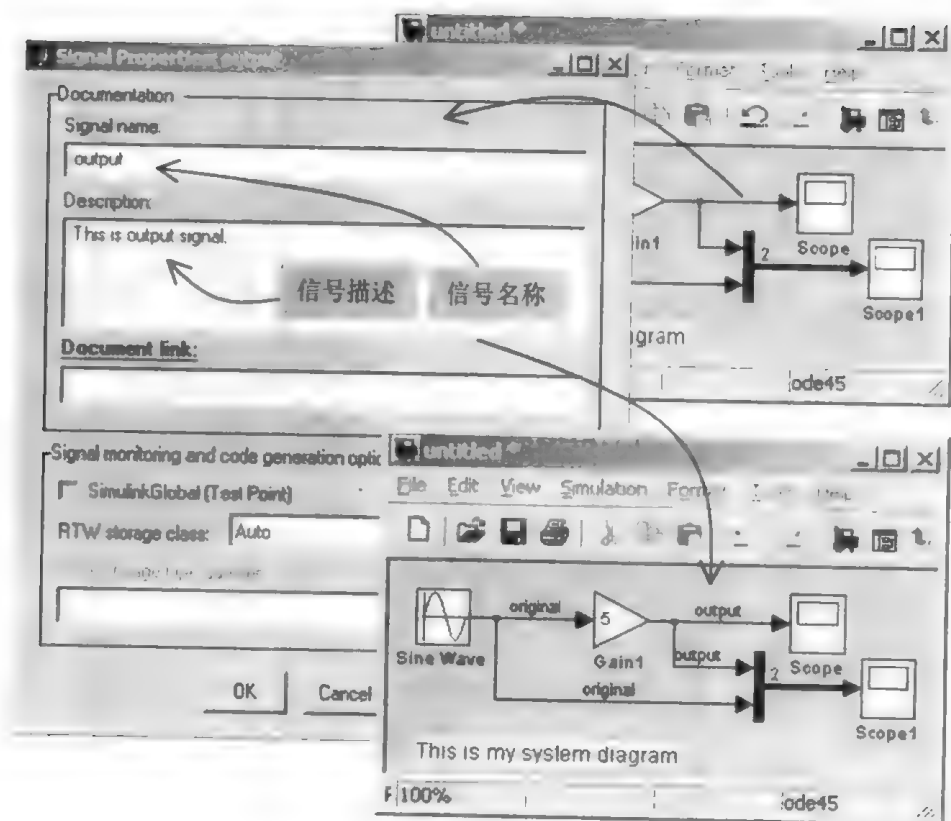 untitled *
Signal Properties: output
Documentation
Signal name:
output
Description:
This is output signal.
信号描述
信号名称
Document link:
Format
Help
in1
2
Scope
Scope1
gram
ode45
Signal monitoring and code generation optic
SimulinkGlobal (Test Point)
RTW storage class:
Auto
OK
Cancel
untitled *
File Edit View Simulation
original
5
output
Sine Wave
Gain1
output
2
Scope
original
Scope1
This is my system diagram
100%
ode45